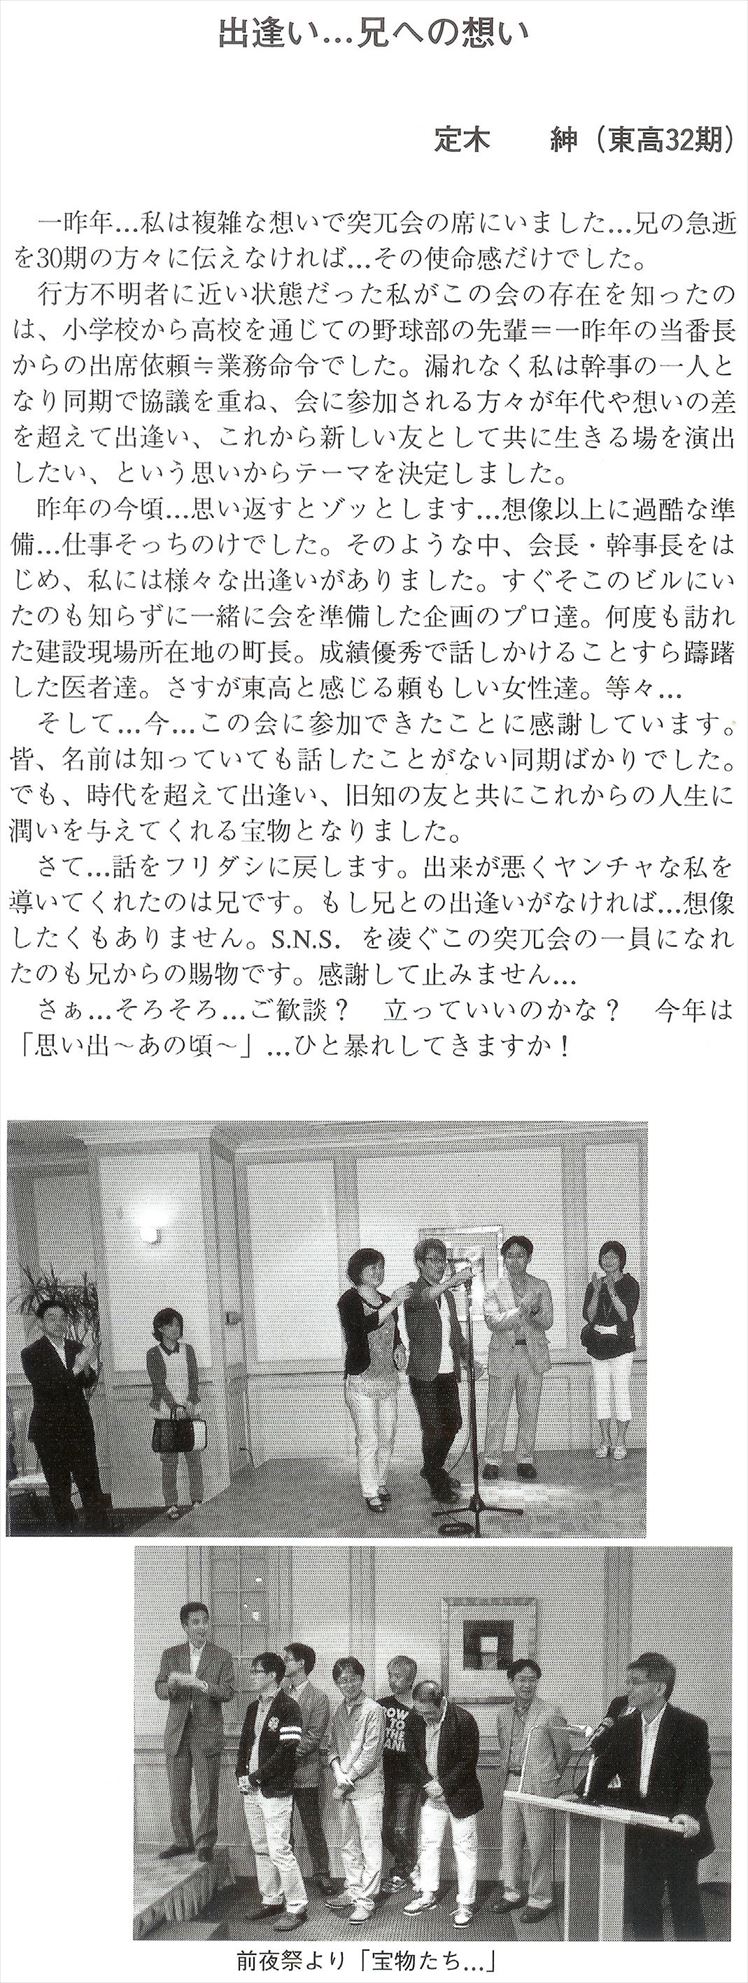 出逢い…兄への想い
定木　　紳（東高32期）
一昨年…私は複雑な想いで突兀会の席にいました…兄の急逝
を30期の方々に伝えなければ…その使命感だけでした。
行方不明者に近い状態だった私がこの会の存在を知ったの
は、小学校から高校を通じての野球部の先輩＝一昨年の当番長
からの出席依頼≒業務命令でした。漏れなく私は幹事の一人と
なり同期で協議を重ね、会に参加される方々が年代や想いの差
を超えて出逢い、これから新しい友として共に生きる場を演出
したい、という思いからテーマを決定しました。
昨年の今頃…思い返すとゾッとします…想像以上に過酷な準
備…仕事そっちのけでした。そのような中、会長・幹事長をは
じめ、私には様々な出逢いがありました。すぐそこのビルにい
たのも知らずに一緒に会を準備した企画のプロ達。何度も訪れ
た建設現場所在地の町長。成績優秀で話しかけることすら躊躇
した医者達。さすが東高と感じる頼もしい女性達。等々…
そして…今…この会に参加できたことに感謝しています。
皆、名前は知っていても話したことがない同期ばかりでした。
でも、時代を超えて出逢い、旧知の友と共にこれからの人生に
潤いを与えてくれる宝物となりました。
さて…話をフリダシに戻します。出来が悪くヤンチャな私を
導いてくれたのは兄です。もし兄との出逢いがなければ…想像
したくもありません。S.N.S. を凌ぐこの突兀会の一員になれ
たのも兄からの賜物です。感謝して止みません…
さぁ…そろそろ…ご歓談？　立っていいのかな？　今年は
「思い出～あの頃～」…ひと暴れしてきますか！
HOW
TO
THE
前夜祭より「宝物たち…」